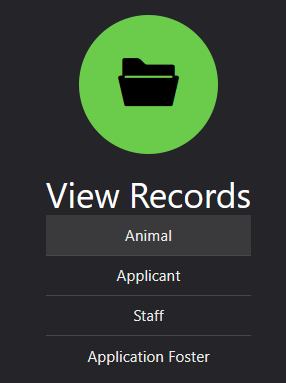 View Records
Animal
Applicant
Staff
Application Foster